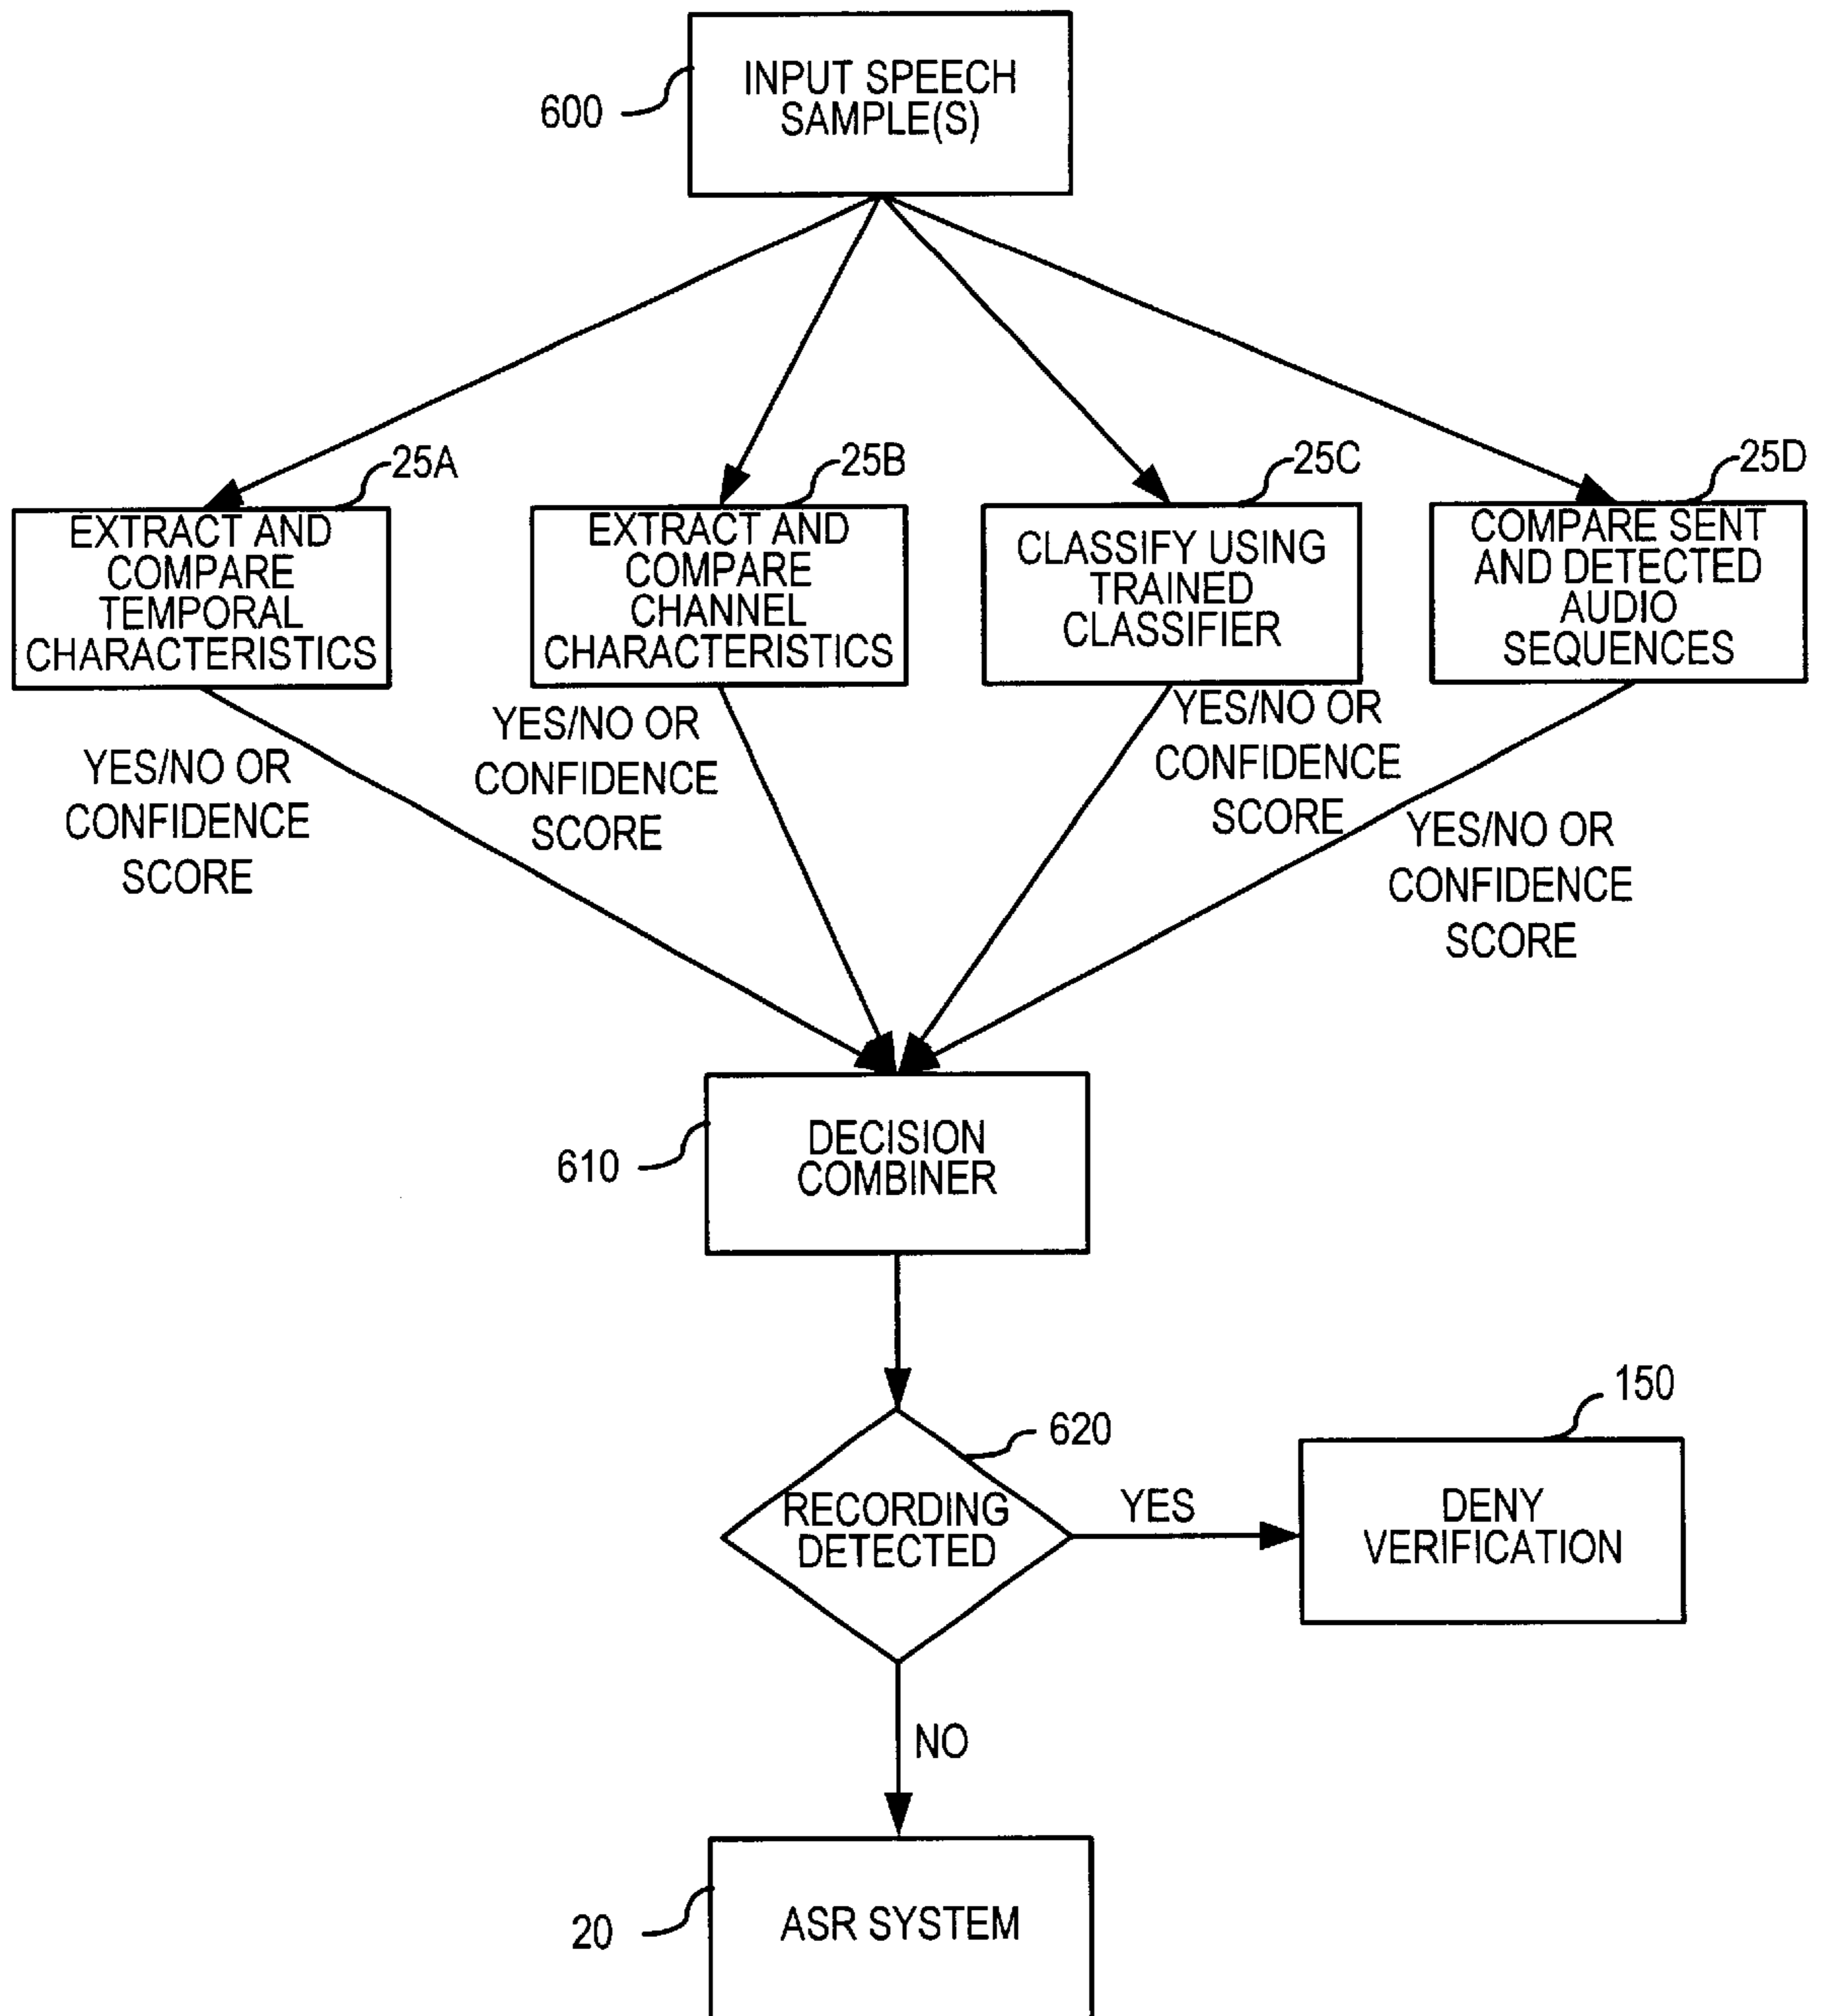 INPUT SPEECH
SAMPLE(S)
600
25A
25B
25C
25D
EXTRACT AND
COMPARE
TEMPORAL
CHARACTERISTICS
EXTRACT AND
COMPARE
CHANNEL
CHARACTERISTICS
CLASSIFY USING
TRAINED
CLASSIFIER
COMPARE SENT
AND DETECTED
AUDIO
SEQUENCES
YES/NO OR
CONFIDENCE
SCORE
YES/NO OR
CONFIDENCE
SCORE
YES/NO OR
CONFIDENCE
SCORE
YES/NO OR
CONFIDENCE
SCORE
610
DECISION
COMBINER
620
RECORDING
DETECTED
YES
150
DENY
VERIFICATION
NO
20
ASR SYSTEM